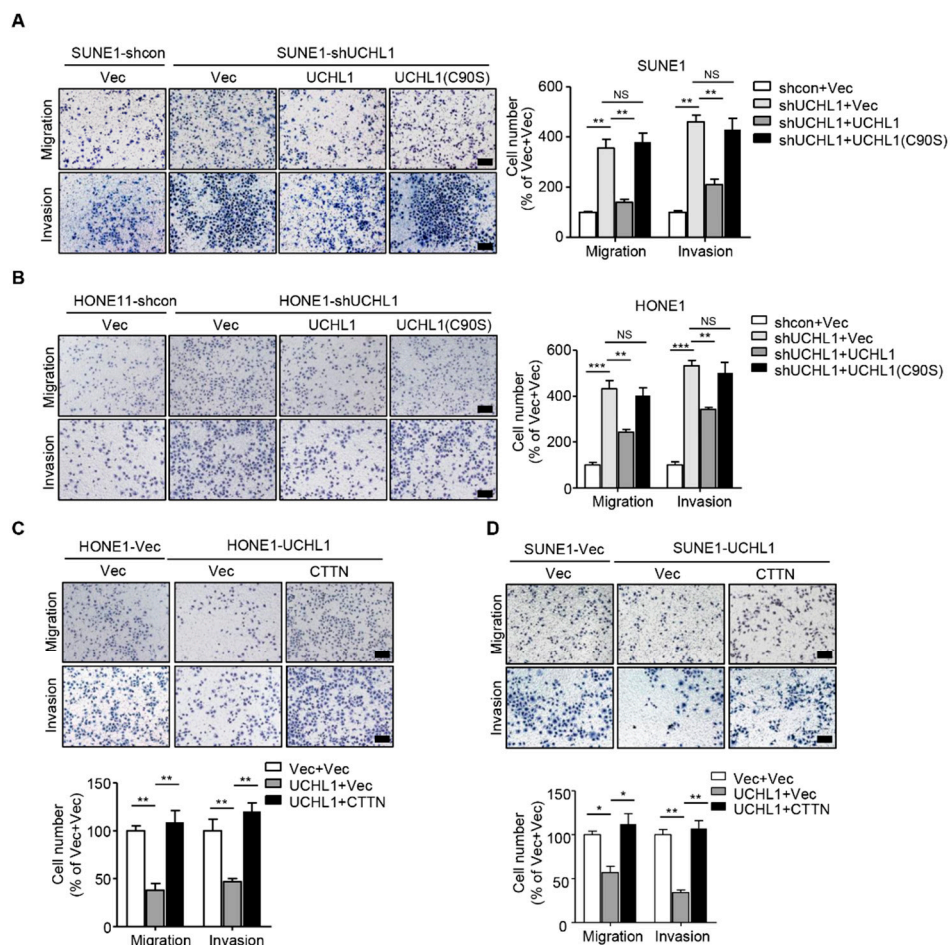 A
SUNE1-shcon SUNE1-shUCHL1
Vec Vec UCHL1 UCHL1(C90S)
Migration
Invasion
SUNE1
Cell number
(% of Vec+Vec)
600
400
200
0
** ** NS
** ** NS
Migration Invasion
shcon+Vec
shUCHL1+Vec
shUCHL1+UCHL1
shUCHL1+UCHL1(C90S)
B
HONE11-shcon HONE1-shUCHL1
Vec Vec UCHL1 UCHL1(C90S)
Migration
Invasion
HONE1
Cell number
(% of Vec+Vec)
600
400
200
0
*** ** NS
*** ** NS
Migration Invasion
shcon+Vec
shUCHL1+Vec
shUCHL1+UCHL1
shUCHL1+UCHL1(C90S)
C
HONE1-Vec HONE1-UCHL1
Vec Vec CTTN
Migration
Invasion
Cell number
(% of Vec+Vec)
150
100
50
0
** **
** **
Migration Invasion
Vec+Vec
UCHL1+Vec
UCHL1+CTTN
D
SUNE1-Vec SUNE1-UCHL1
Vec Vec CTTN
Migration
Invasion
Cell number
(% of Vec+Vec)
150
100
50
0
* *
** **
Migration Invasion
Vec+Vec
UCHL1+Vec
UCHL1+CTTN